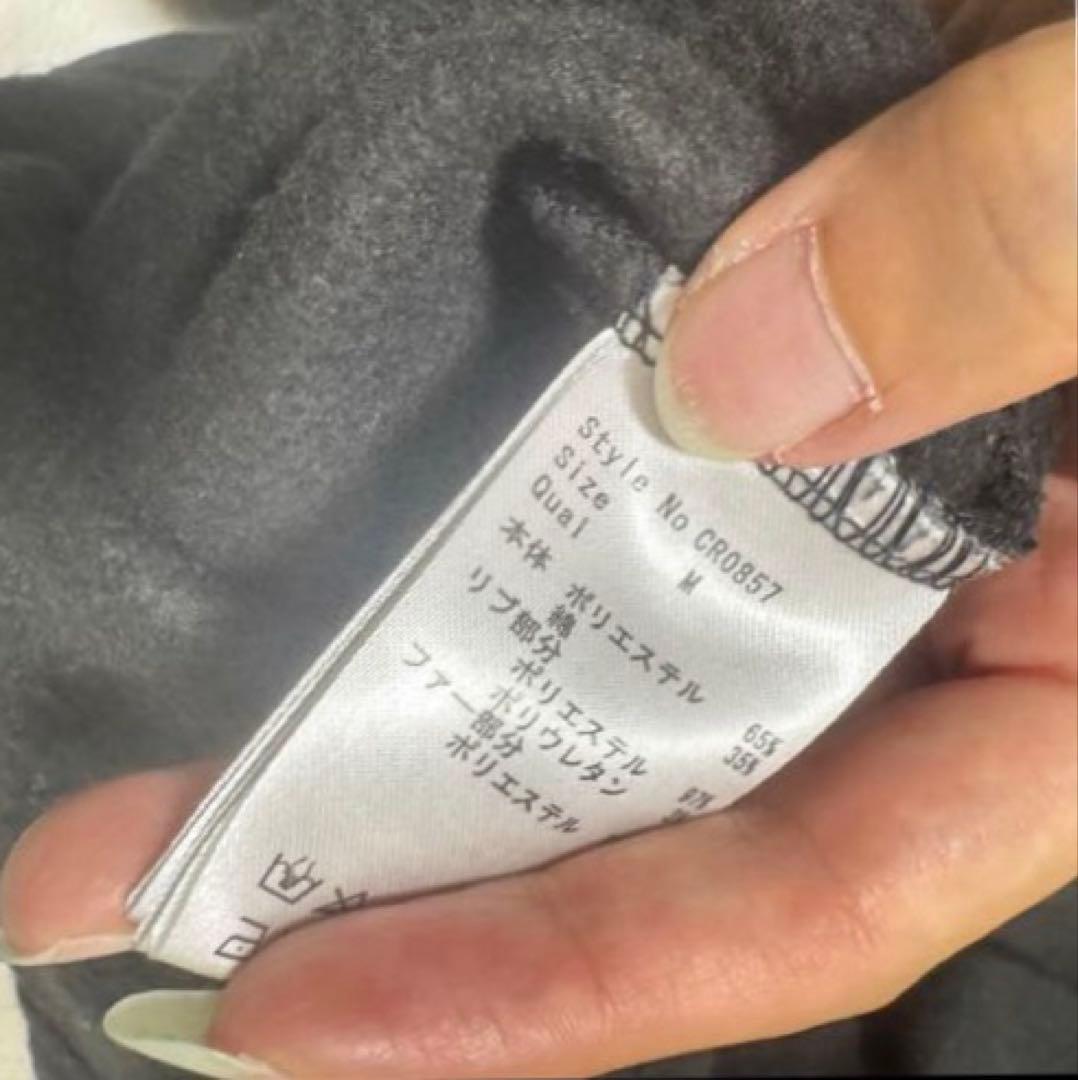 Style No CR0857
Size M
Qual
本体
ポリエステル 65%
綿 35%
リブ部分
ポリエステル 97%
ポリウレタン
ファー部分
ポリエステル